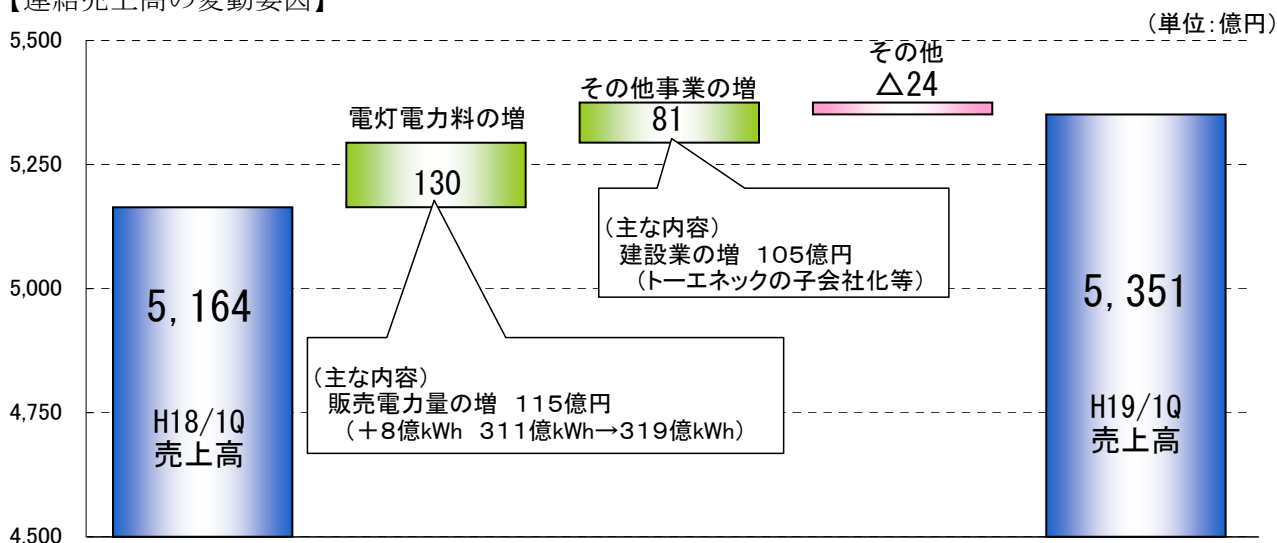 【連結売上高の変動要因】
(単位:億円)
5,500
5,250
5,000
4,750
4,500
5,164
H18/1Q
売上高
電灯電力料の増
130
(主な内容)
販売電力量の増 115億円
(+8億kWh 311億kWh→319億kWh)
その他事業の増
81
(主な内容)
建設業の増 105億円
(トーエネックの子会社化等)
その他
△24
5,351
H19/1Q
売上高